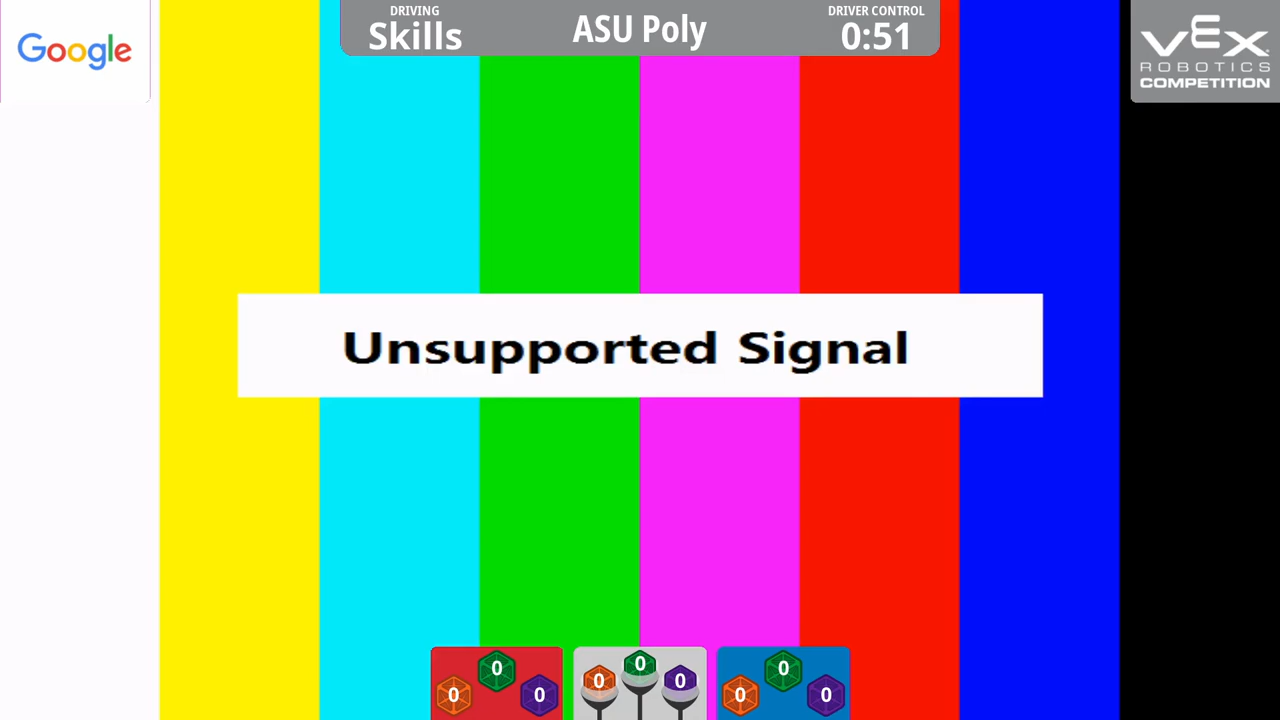 Google
DRIVING
Skills
ASU Poly
DRIVER CONTROL
0:51
VEX
ROBOTICS
COMPETITION
Unsupported Signal
0
0
0
0
0
0
0
0
0